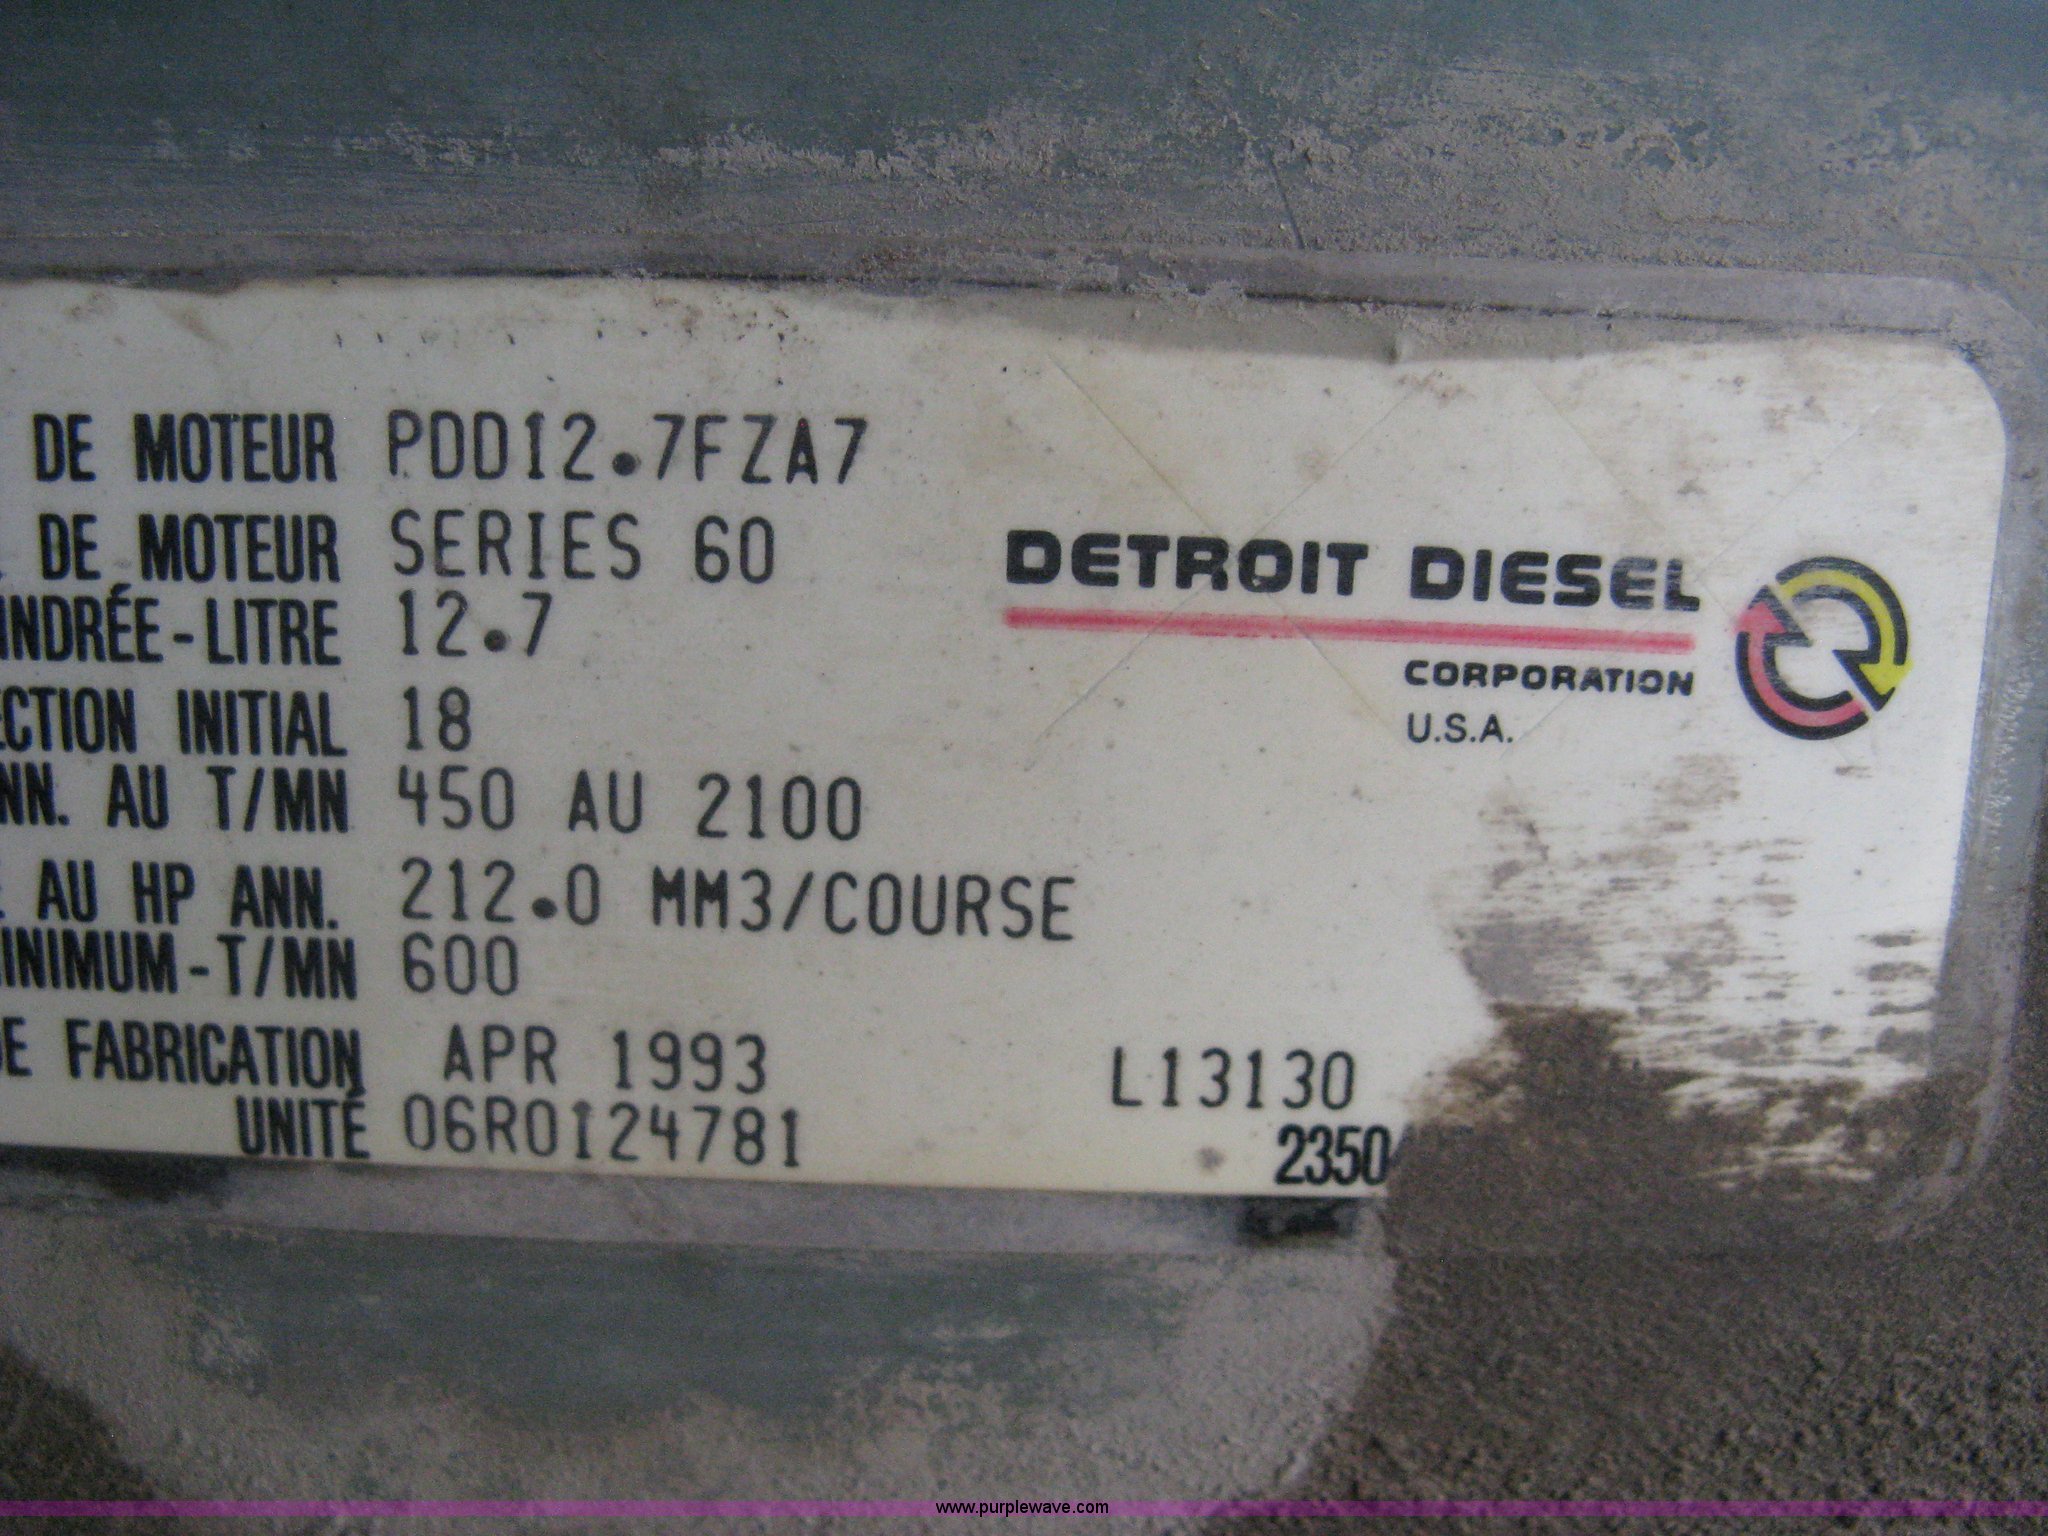 DE MOTEUR PDD12.7FZA7
DE MOTEUR SERIES 60
INDRÉE-LITRE 12.7
ECTION INITIAL 18
NN. AU T/MN 450 AU 2100
AU HP ANN. 212.0 MM3/COURSE
INIMUM-T/MN 600
DE FABRICATION APR 1993 L13130
UNITÉ 06R0124781
2350
DETROIT DIESEL
CORPORATION
U.S.A.
www.purplewave.com